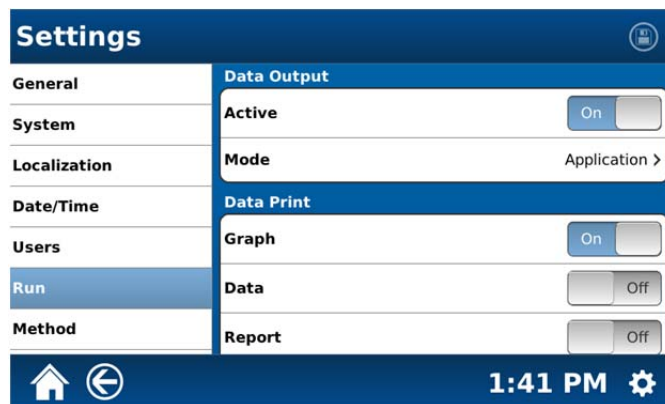 Settings
General
System
Localization
Date/Time
Users
Run
Method
Data Output
Active On
Mode Application >
Data Print
Graph On
Data Off
Report Off
1:41 PM